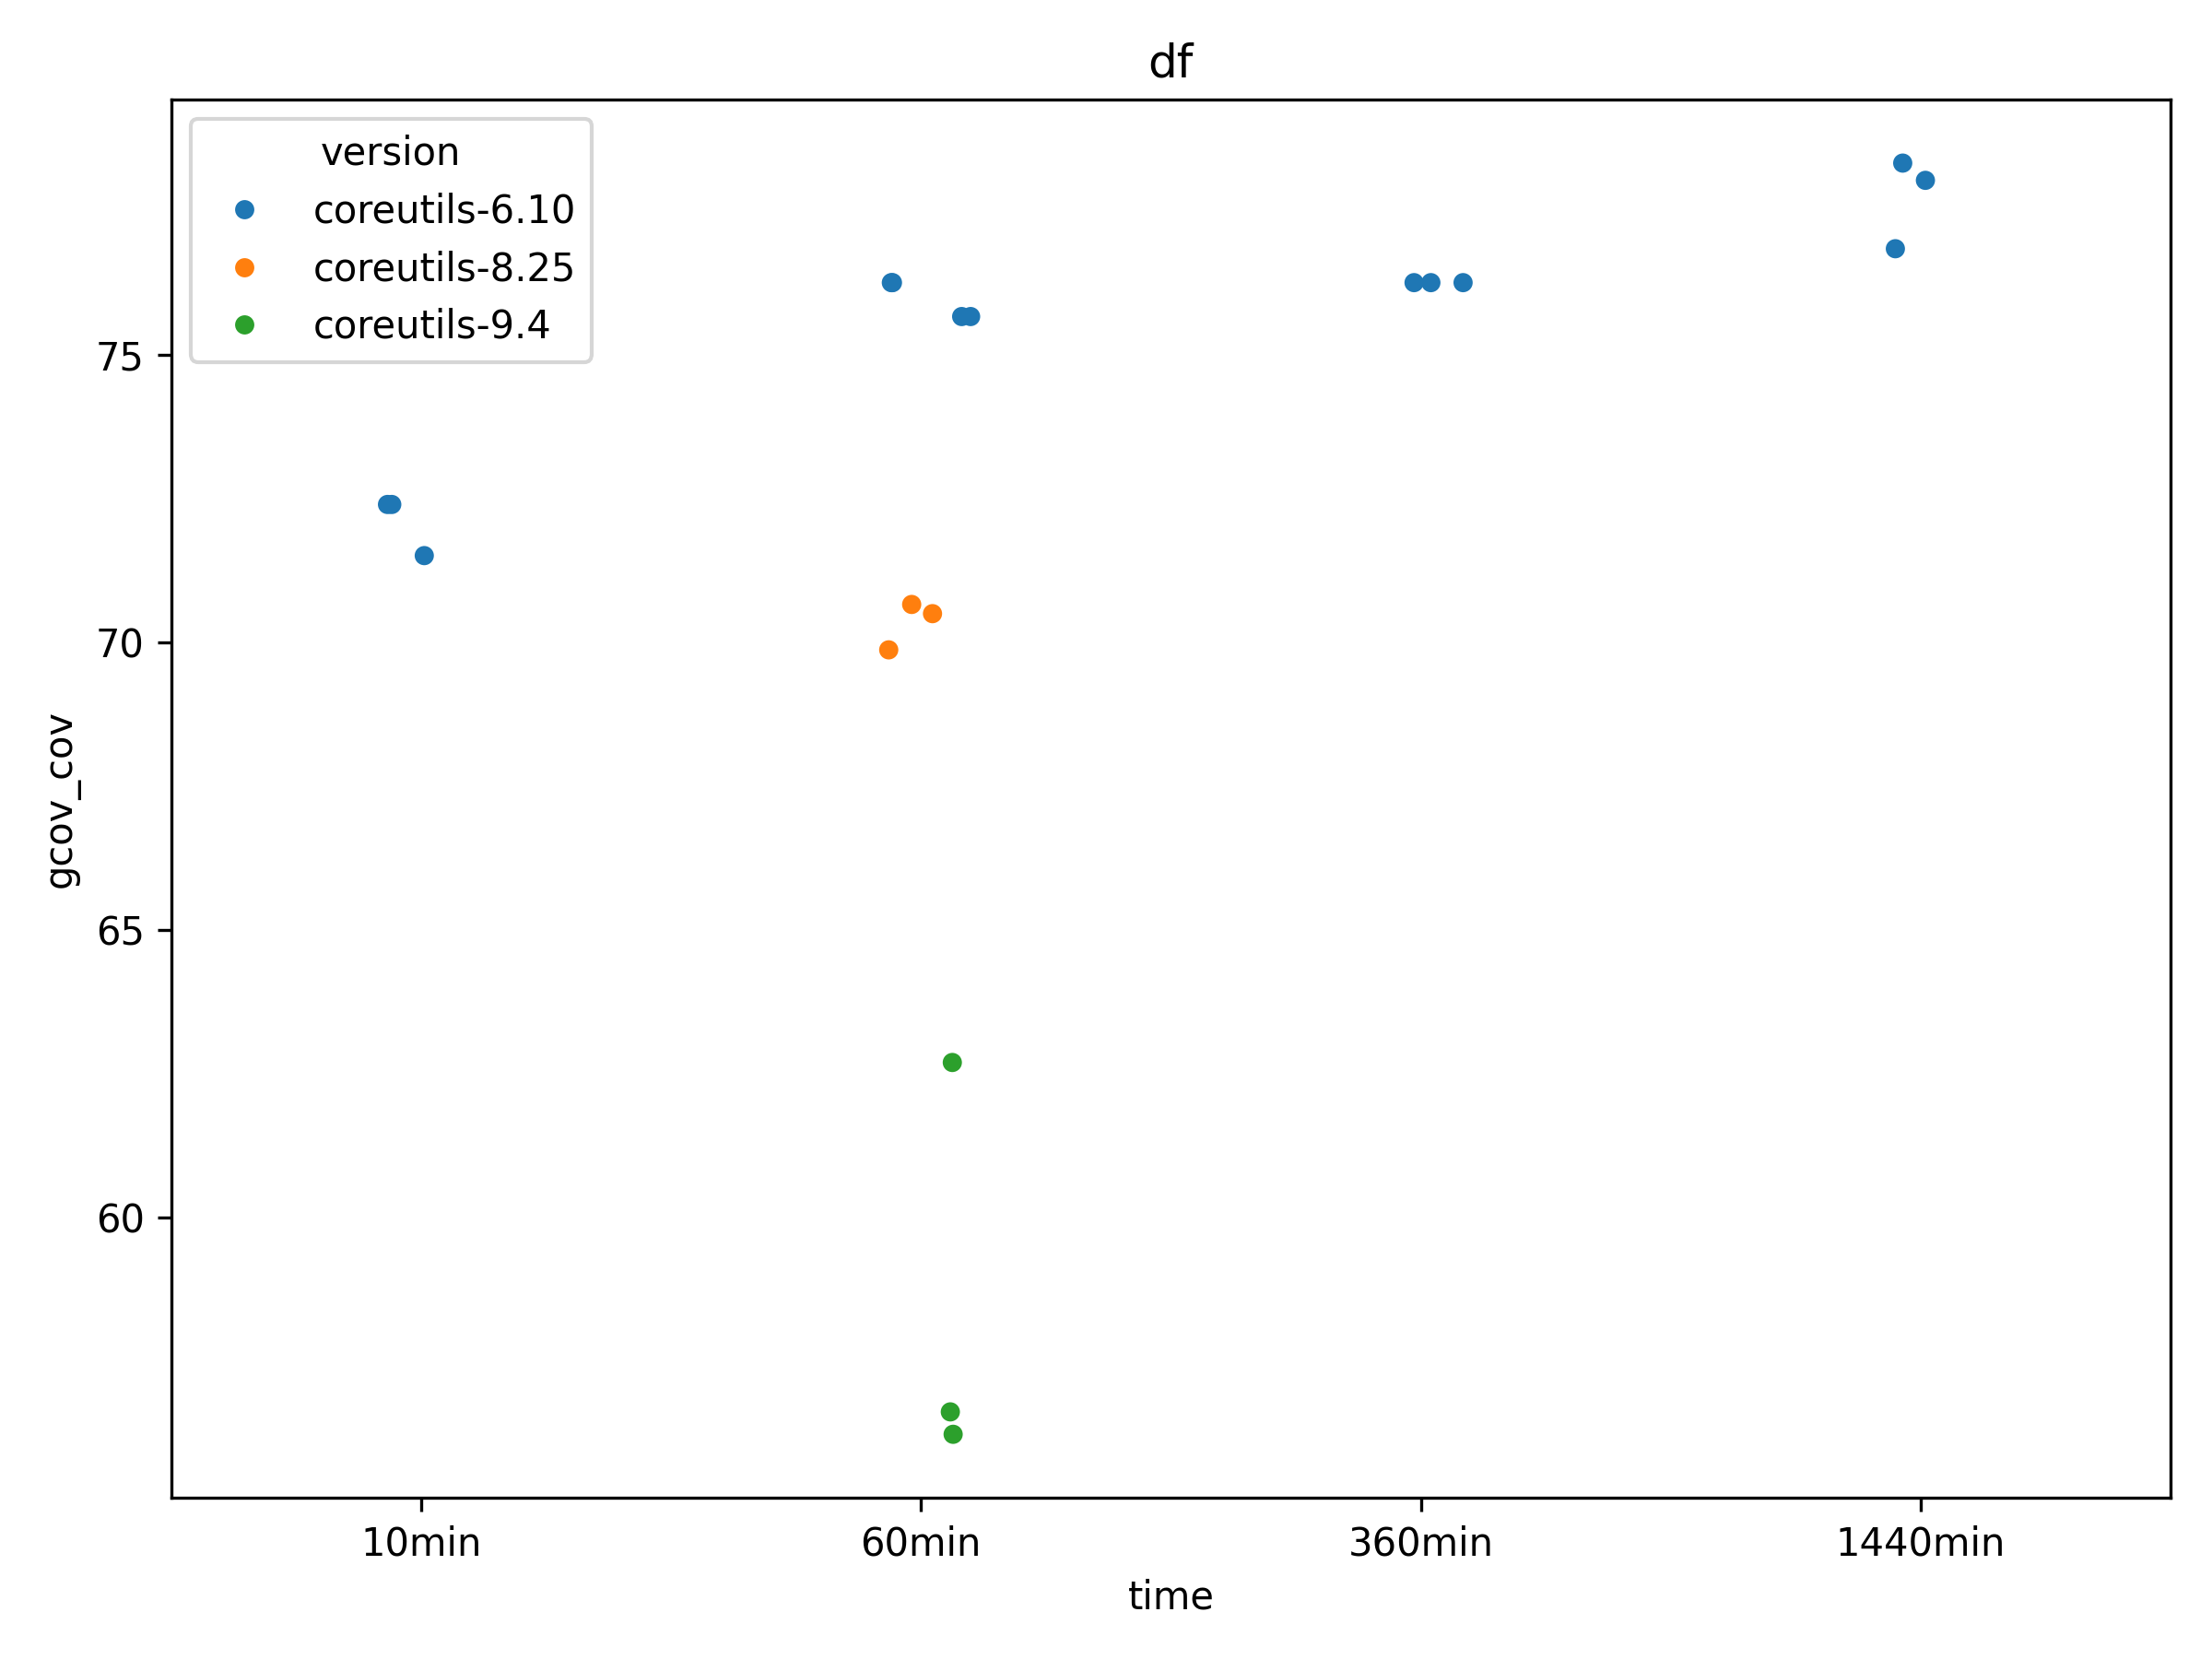 df
version
coreutils-6.10
coreutils-8.25
coreutils-9.4
75
70
65
60
gcov_cov
10min 60min 360min 1440min
time